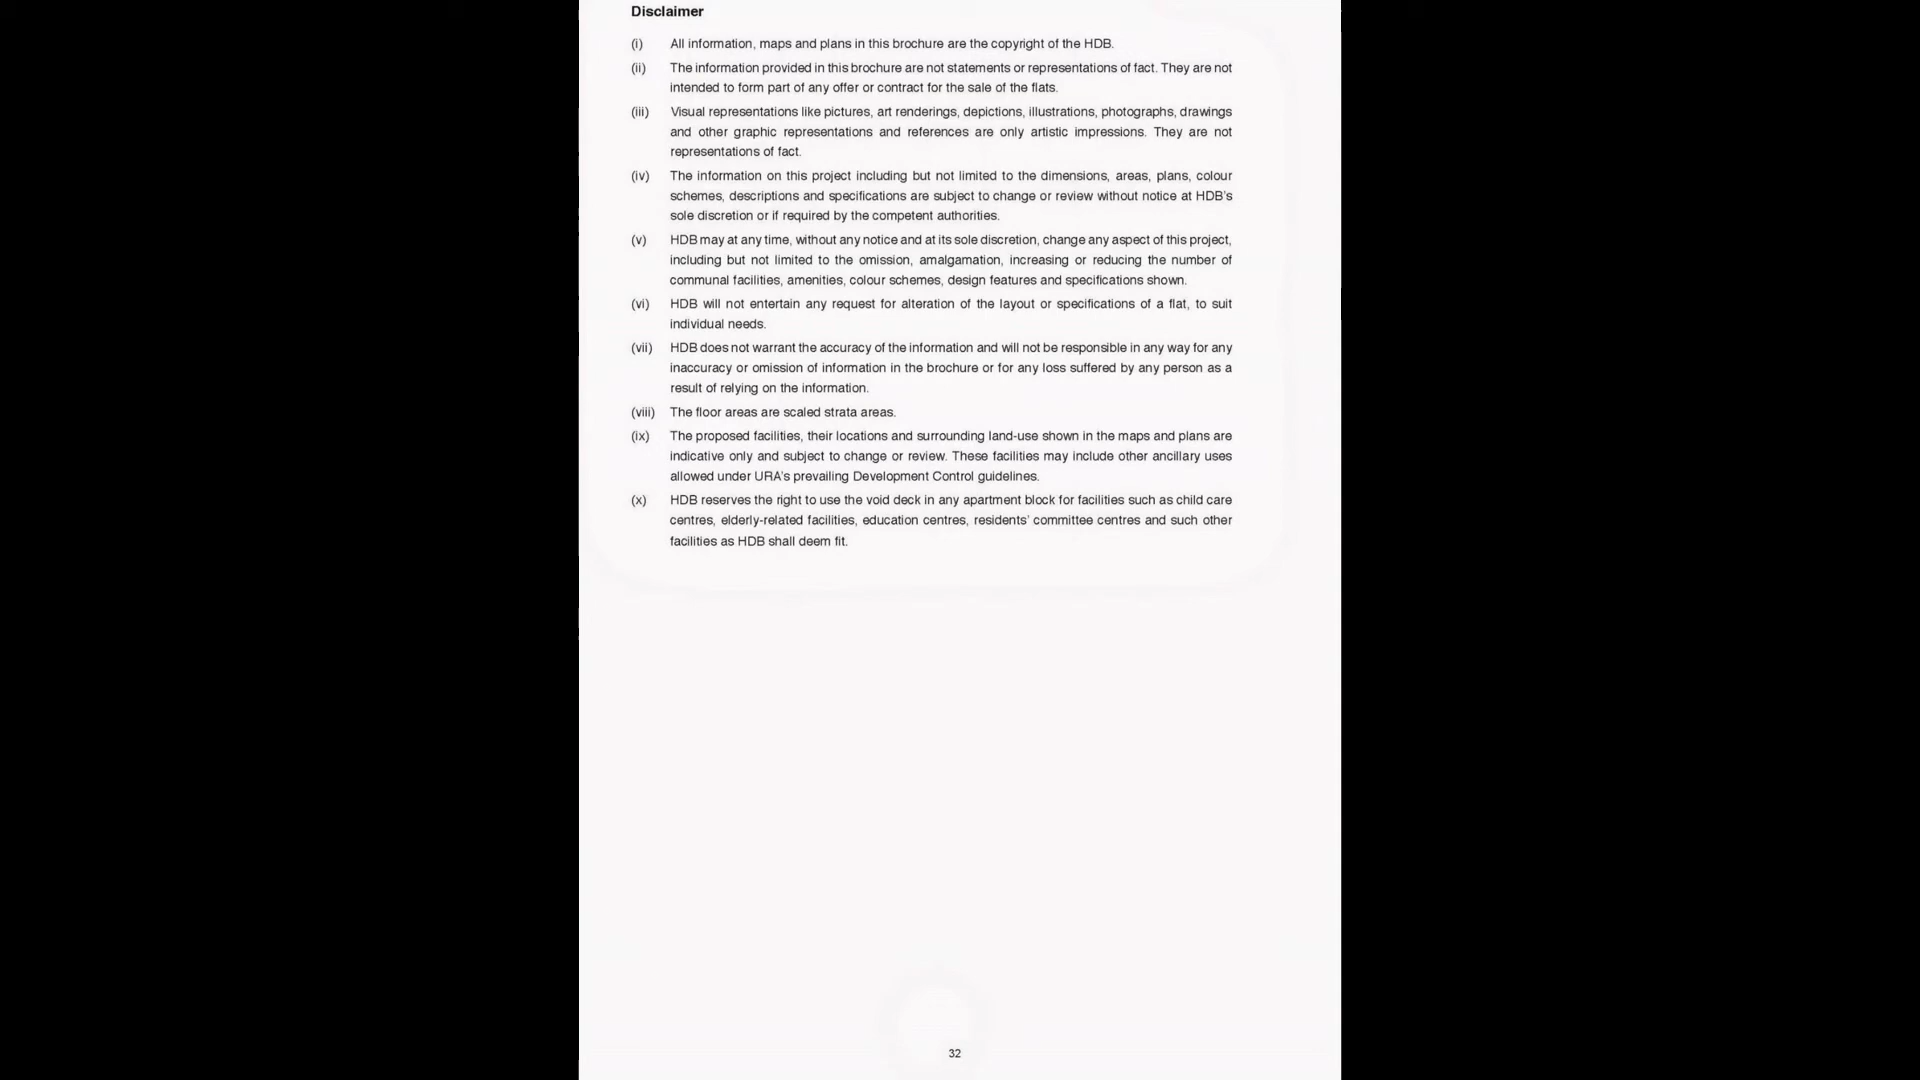 Disclaimer
(i) All information, maps and plans in this brochure are the copyright of the HDB.
(ii) The information provided in this brochure are not statements or representations of fact. They are not
intended to form part of any offer or contract for the sale of the flats.
(iii) Visual representations like pictures, art renderings, depictions, illustrations, photographs, drawings
and other graphic representations and references are only artistic impressions. They are not
representations of fact.
(iv) The information on this project including but not limited to the dimensions, areas, plans, colour
schemes, descriptions and specifications are subject to change or review without notice at HDB's
sole discretion or if required by the competent authorities.
(v) HDB may at any time, without any notice and at its sole discretion, change any aspect of this project,
including but not limited to the omission, amalgamation, increasing or reducing the number of
communal facilities, amenities, colour schemes, design features and specifications shown.
(vi) HDB will not entertain any request for alteration of the layout or specifications of a flat, to suit
individual needs.
(vii) HDB does not warrant the accuracy of the information and will not be responsible in any way for any
inaccuracy or omission of information in the brochure or for any loss suffered by any person as a
result of relying on the information.
(viii) The floor areas are scaled strata areas.
(ix) The proposed facilities, their locations and surrounding land-use shown in the maps and plans are
indicative only and subject to change or review. These facilities may include other ancillary uses
allowed under URA's prevailing Development Control guidelines.
(x) HDB reserves the right to use the void deck in any apartment block for facilities such as child care
centres, elderly-related facilities, education centres, residents' committee centres and such other
facilities as HDB shall deem fit.
32